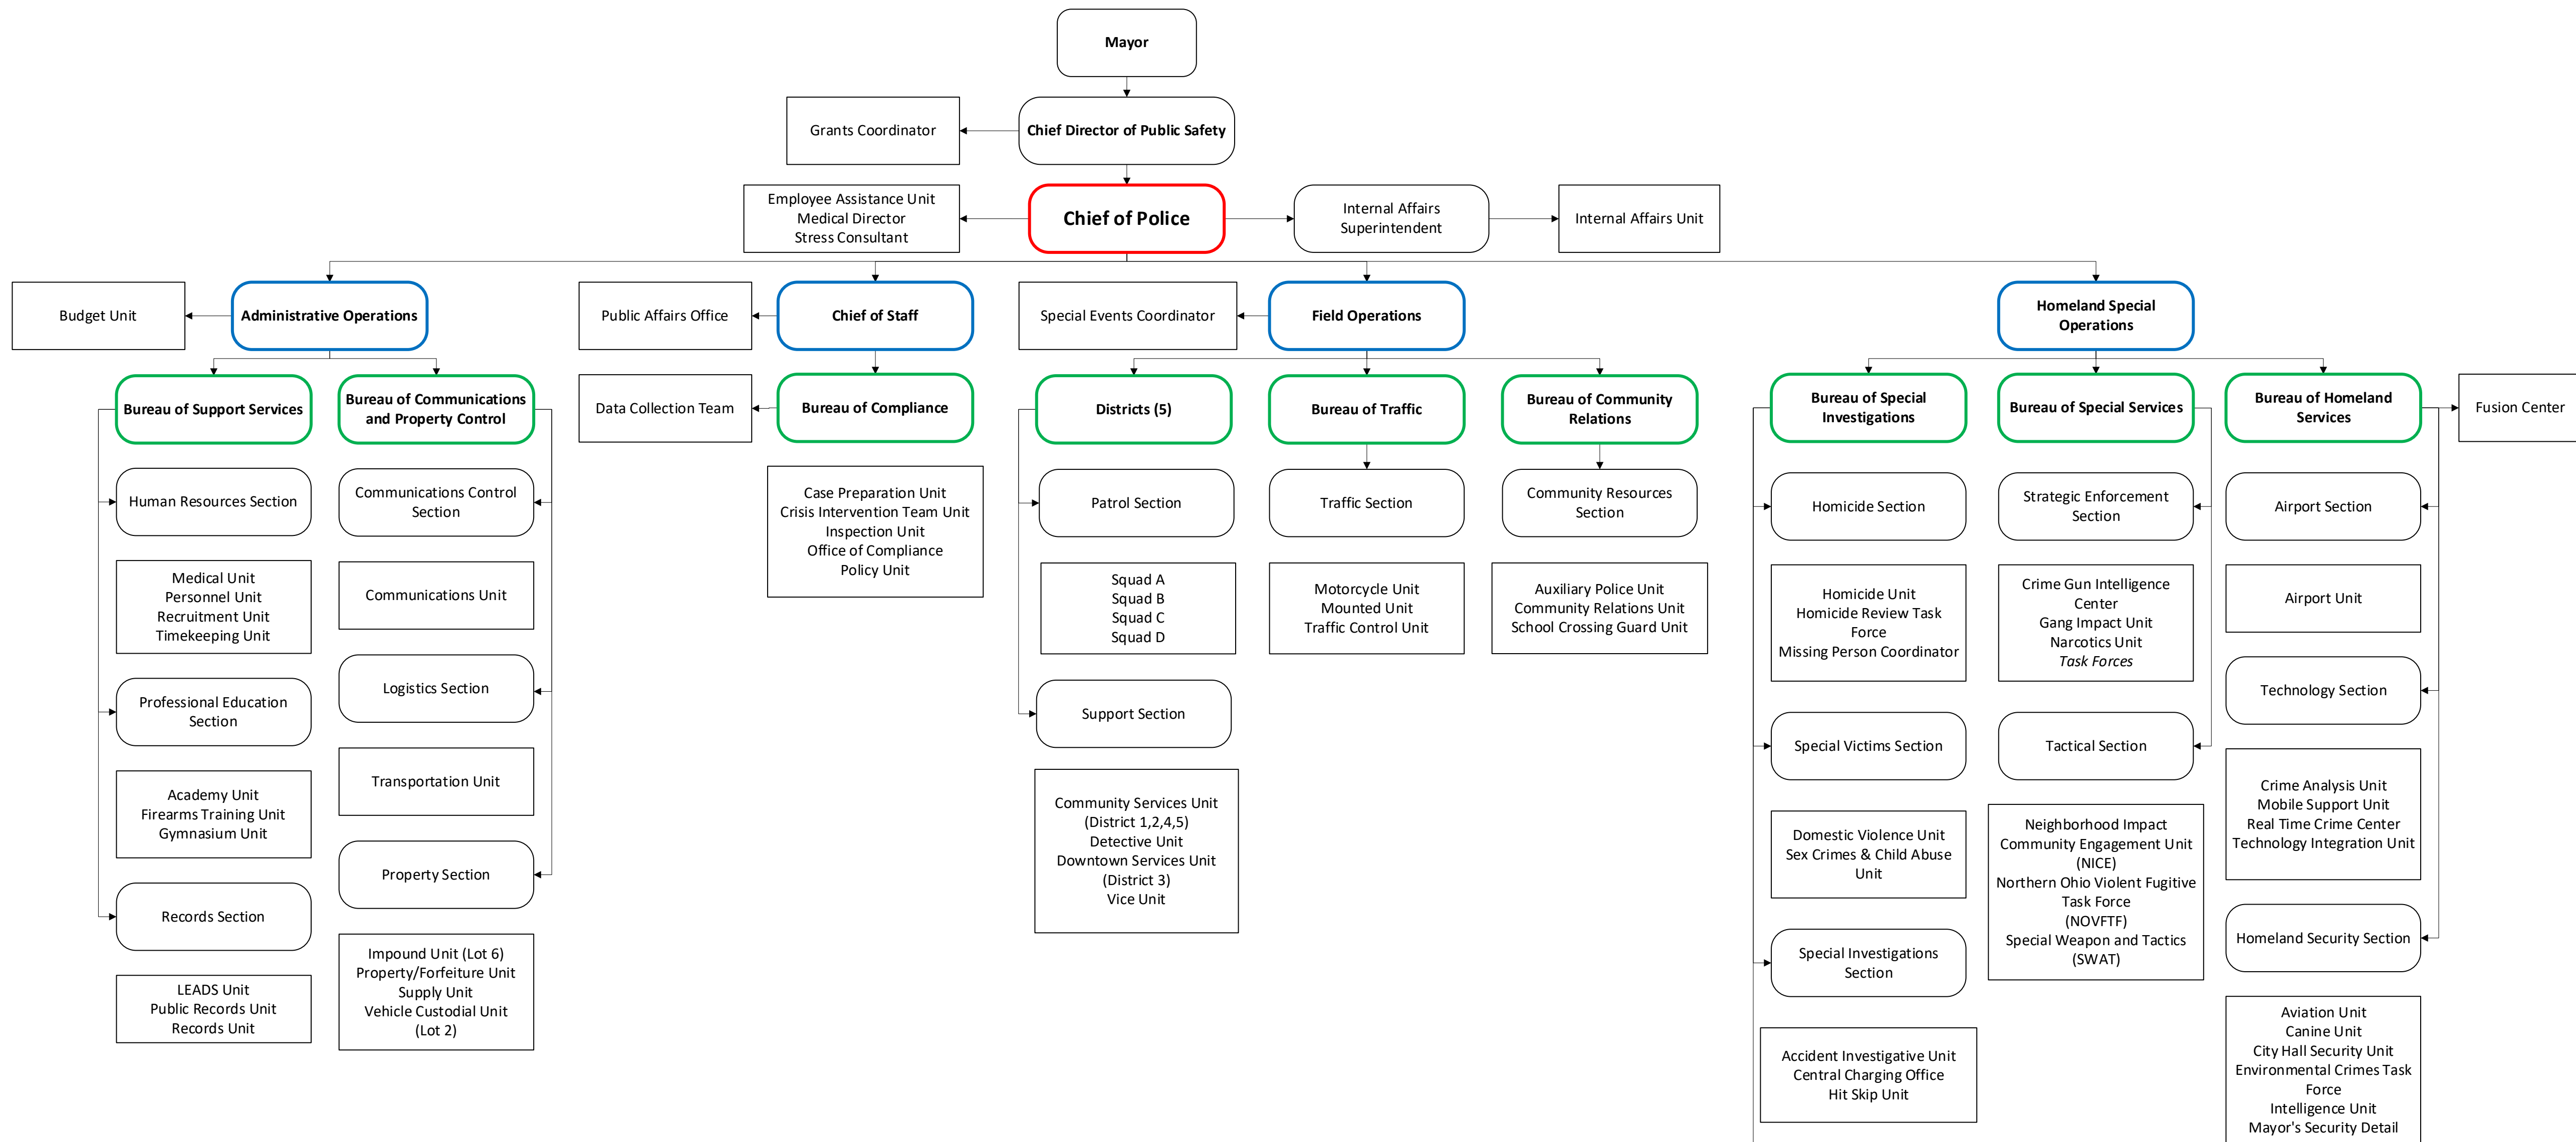 Mayor
Grants Coordinator
Chief Director of Public Safety
Employee Assistance Unit
Medical Director
Stress Consultant
Chief of Police
Internal Affairs
Superintendent
Internal Affairs Unit
Budget Unit
Administrative Operations
Public Affairs Office
Chief of Staff
Special Events Coordinator
Field Operations
Homeland Special
Operations
Bureau of Support Services
Bureau of Communications
and Property Control
Data Collection Team
Bureau of Compliance
Districts (5)
Bureau of Traffic
Bureau of Community
Relations
Bureau of Special
Investigations
Bureau of Special Services
Bureau of Homeland
Services
Fusion Center
Human Resources Section
Medical Unit
Personnel Unit
Recruitment Unit
Timekeeping Unit
Professional Education
Section
Academy Unit
Firearms Training Unit
Gymnasium Unit
Records Section
LEADS Unit
Public Records Unit
Records Unit
Communications Control
Section
Communications Unit
Logistics Section
Transportation Unit
Property Section
Impound Unit (Lot 6)
Property/Forfeiture Unit
Supply Unit
Vehicle Custodial Unit
(Lot 2)
Case Preparation Unit
Crisis Intervention Team Unit
Inspection Unit
Office of Compliance
Policy Unit
Patrol Section
Squad A
Squad B
Squad C
Squad D
Support Section
Community Services Unit
(District 1,2,4,5)
Detective Unit
Downtown Services Unit
(District 3)
Vice Unit
Traffic Section
Motorcycle Unit
Mounted Unit
Traffic Control Unit
Community Resources
Section
Auxiliary Police Unit
Community Relations Unit
School Crossing Guard Unit
Homicide Section
Homicide Unit
Homicide Review Task
Force
Missing Person Coordinator
Special Victims Section
Domestic Violence Unit
Sex Crimes & Child Abuse
Unit
Special Investigations
Section
Accident Investigative Unit
Central Charging Office
Hit Skip Unit
Strategic Enforcement
Section
Crime Gun Intelligence
Center
Gang Impact Unit
Narcotics Unit
Task Forces
Tactical Section
Neighborhood Impact
Community Engagement Unit
(NICE)
Northern Ohio Violent Fugitive
Task Force
(NOVFTF)
Special Weapon and Tactics
(SWAT)
Airport Section
Airport Unit
Technology Section
Crime Analysis Unit
Mobile Support Unit
Real Time Crime Center
Technology Integration Unit
Homeland Security Section
Aviation Unit
Canine Unit
City Hall Security Unit
Environmental Crimes Task
Force
Intelligence Unit
Mayor's Security Detail